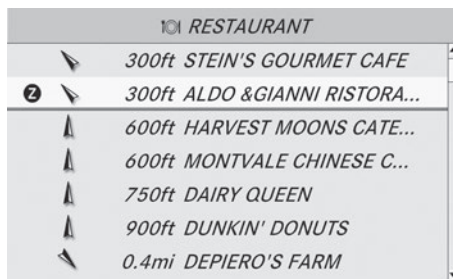 RESTAURANT
300ft STEIN'S GOURMET CAFE
Z 300ft ALDO &GIANNI RISTORA...
600ft HARVEST MOONS CATE...
600ft MONTVALE CHINESE C...
750ft DAIRY QUEEN
900ft DUNKIN' DONUTS
0.4mi DEPIERO'S FARM